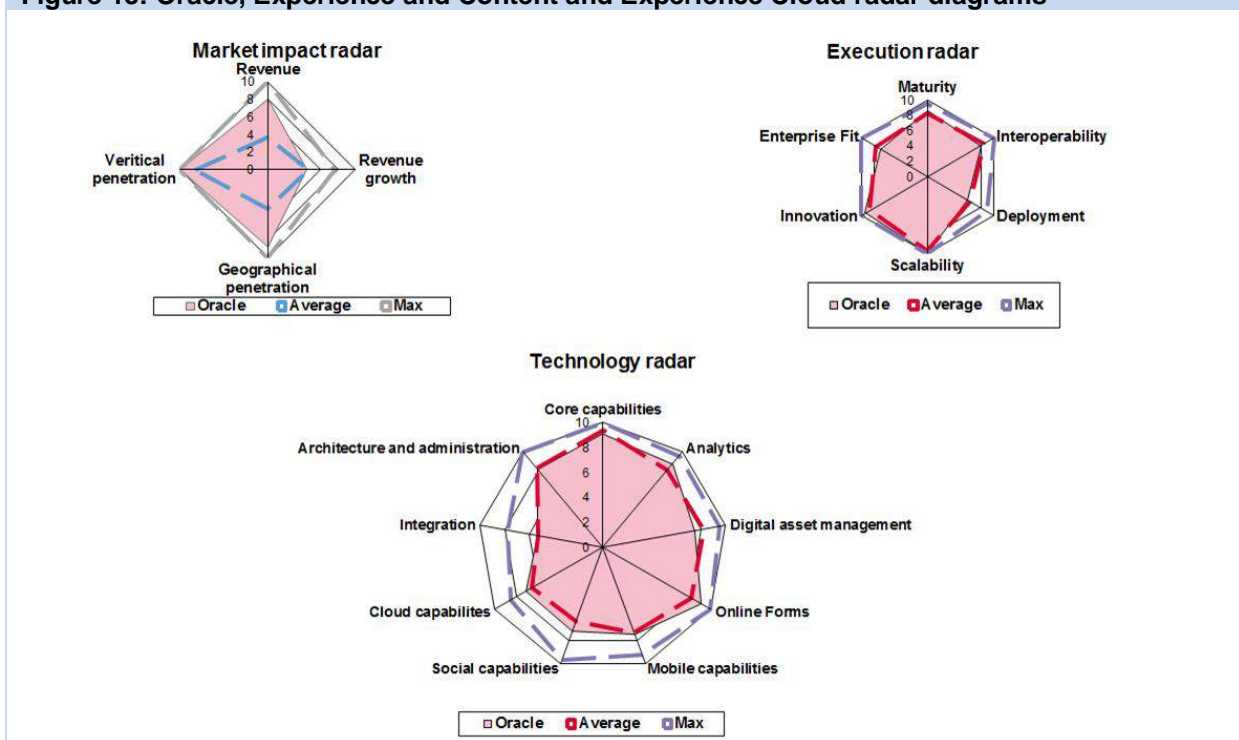 Figure 18: Oracle, Experience and Content and Experience Cloud radar diagrams
Market impact radar
Revenue
10
8
6
4
2
0
Veritical
penetration
Revenue
growth
Geographical
penetration
Oracle Average Max
Execution radar
Maturity
10
8
6
4
2
0
Enterprise Fit
Interoperability
Innovation
Deployment
Scalability
Oracle Average Max
Technology radar
Core capabilities
10
8
6
4
2
0
Architecture and administration
Analytics
Integration
Digital asset management
Cloud capabilites
Online Forms
Social capabilities
Mobile capabilities
Oracle Average Max